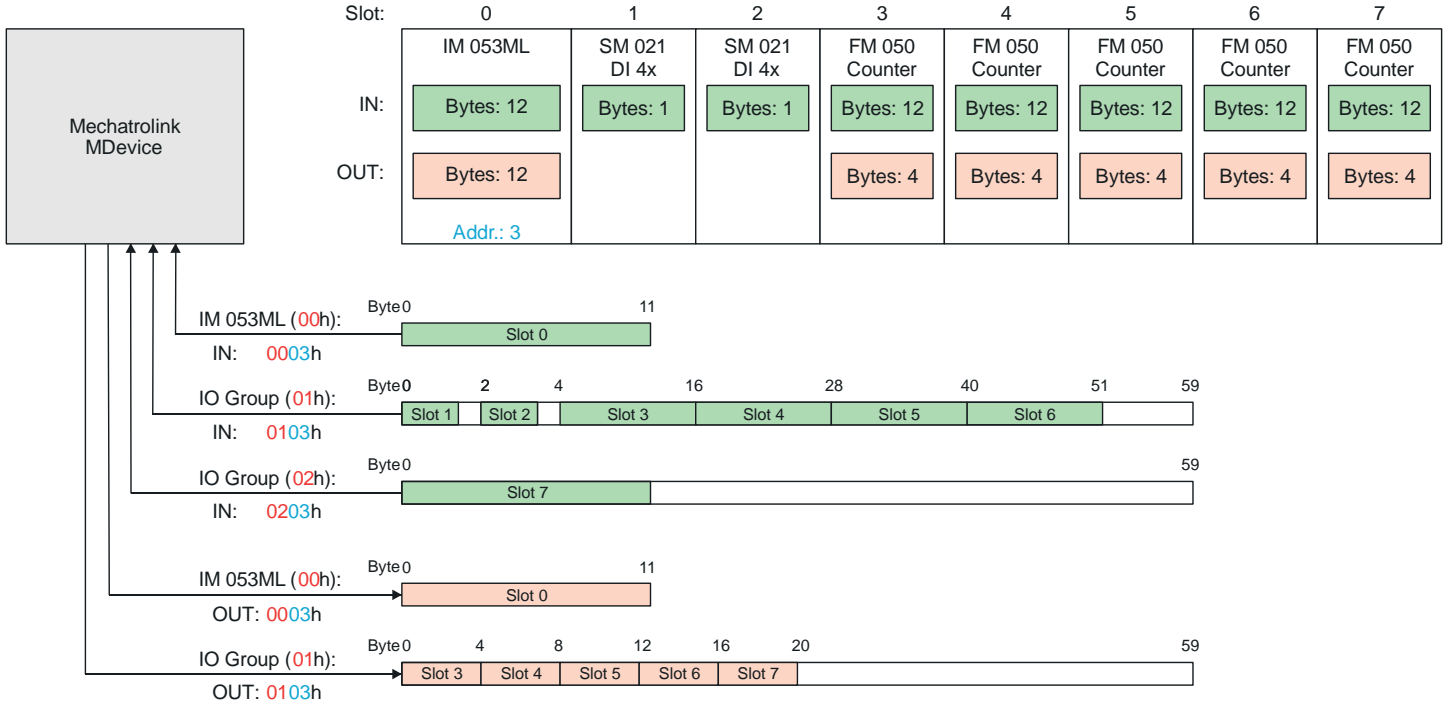 Slot: 0 1 2 3 4 5 6 7
IM 053ML SM 021 SM 021 FM 050 FM 050 FM 050 FM 050 FM 050
DI 4x DI 4x Counter Counter Counter Counter Counter
IN: Bytes: 12 Bytes: 1 Bytes: 1 Bytes: 12 Bytes: 12 Bytes: 12 Bytes: 12 Bytes: 12
Mechatrolink
MDevice
OUT: Bytes: 12 Bytes: 4 Bytes: 4 Bytes: 4 Bytes: 4 Bytes: 4
Addr.: 3
Byte 0 11
IM 053ML (00h):
Slot 0
IN: 0003h
Byte 0 2 4 16 28 40 51 59
IO Group (01h):
Slot 1 Slot 2 Slot 3 Slot 4 Slot 5 Slot 6
IN: 0103h
Byte 0 59
IO Group (02h):
Slot 7
IN: 0203h
Byte 0 11
IM 053ML (00h):
Slot 0
OUT: 0003h
Byte 0 4 8 12 16 20 59
IO Group (01h):
Slot 3 Slot 4 Slot 5 Slot 6 Slot 7
OUT: 0103h